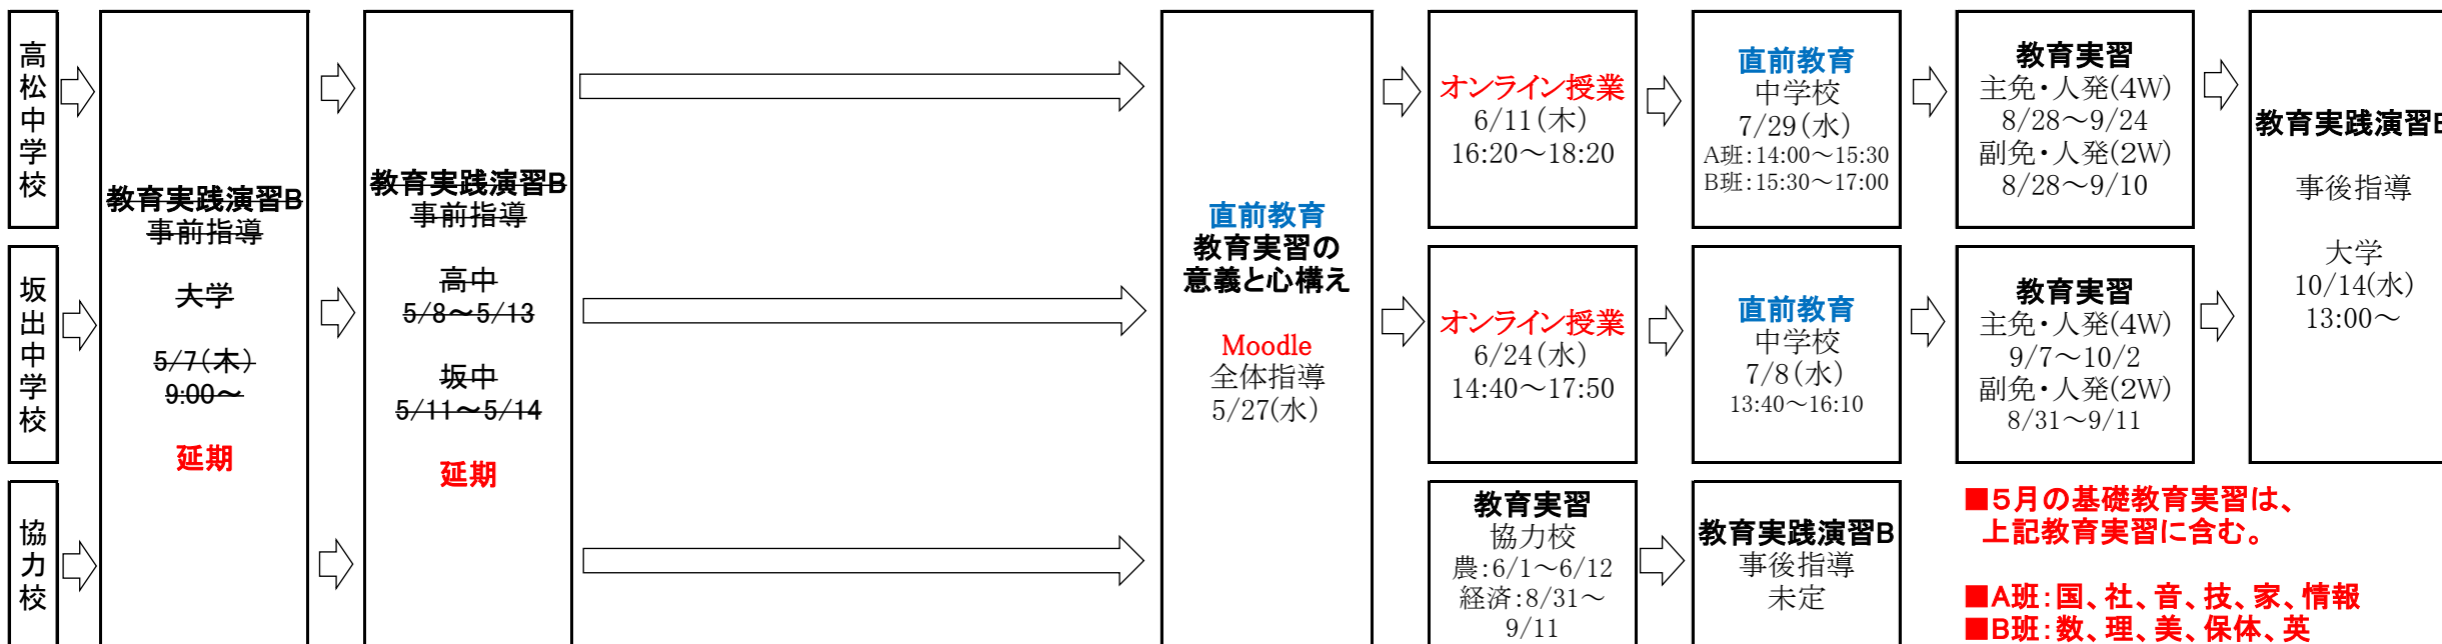 高松中学校
坂出中学校
協力校
教育実践演習B
事前指導
大学
5/7(木)
9:00～
延期
教育実践演習B
事前指導
高中
5/8～5/13
坂中
5/11～5/14
延期
直前教育
教育実習の
意義と心構え
Moodle
全体指導
5/27(水)
オンライン授業
6/11(木)
16:20～18:20
直前教育
中学校
7/29(水)
A班:14:00～15:30
B班:15:30～17:00
教育実習
主免・人発(4W)
8/28～9/24
副免・人発(2W)
8/28～9/10
オンライン授業
6/24(水)
14:40～17:50
直前教育
中学校
7/8(水)
13:40～16:10
教育実習
主免・人発(4W)
9/7～10/2
副免・人発(2W)
8/31～9/11
教育実践演習B
事後指導
大学
10/14(水)
13:00～
教育実習
協力校
農:6/1～6/12
経済:8/31～
9/11
教育実践演習B
事後指導
未定
■5月の基礎教育実習は、
上記教育実習に含む。
■A班:国、社、音、技、家、情報
■B班:数、理、美、保体、英